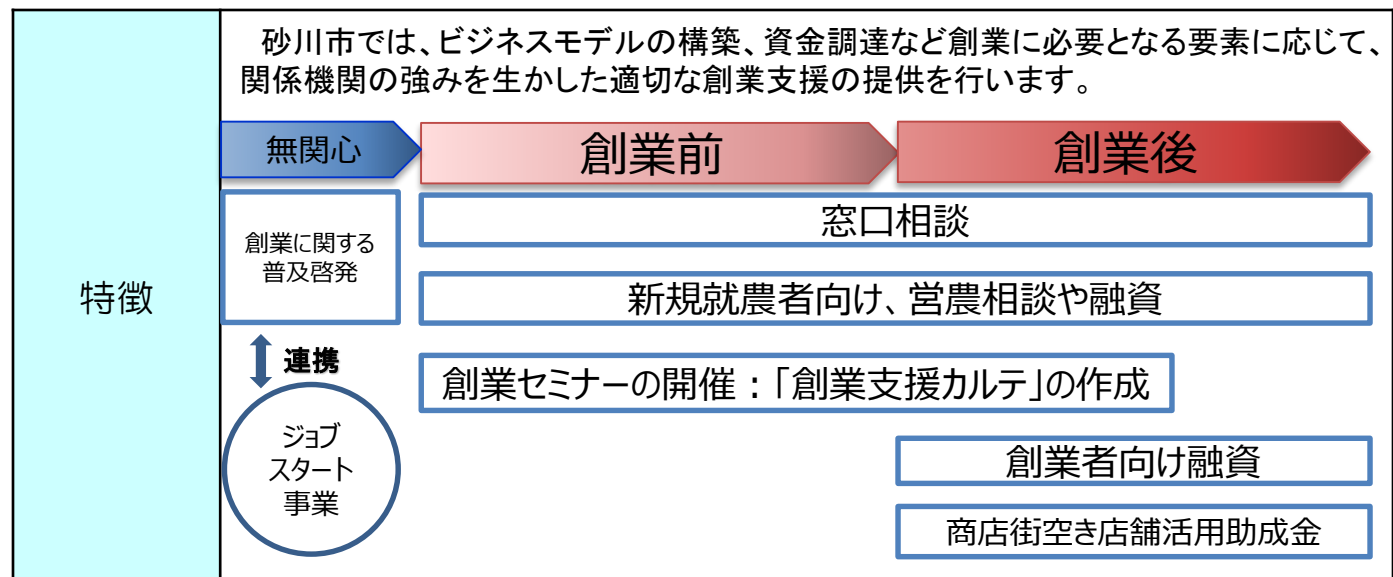 特徴
砂川市では、ビジネスモデルの構築、資金調達など創業に必要となる要素に応じて、
関係機関の強みを生かした適切な創業支援の提供を行います。
無関心
創業前
創業後
創業に関する
普及啓発
窓口相談
新規就農者向け、営農相談や融資
連携
創業セミナーの開催：「創業支援カルテ」の作成
ジョブ
スタート
事業
創業者向け融資
商店街空き店舗活用助成金